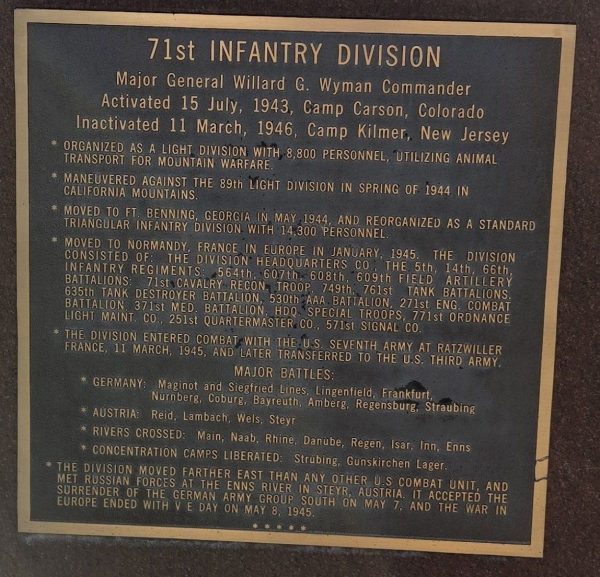 71st INFANTRY DIVISION
Major General Willard G. Wyman Commander
Activated 15 July, 1943, Camp Carson, Colorado
Inactivated 11 March, 1946, Camp Kilmer, New Jersey
* ORGANIZED AS A LIGHT DIVISION WITH 8,800 PERSONNEL, UTILIZING ANIMAL
TRANSPORT FOR MOUNTAIN WARFARE.
* MANEUVERED AGAINST THE 89th LIGHT DIVISION IN SPRING OF 1944 IN
CALIFORNIA MOUNTAINS.
* MOVED TO FT. BENNING, GEORGIA IN MAY 1944, AND REORGANIZED AS A STANDARD
TRIANGULAR INFANTRY DIVISION WITH 14,300 PERSONNEL.
* MOVED TO NORMANDY, FRANCE IN EUROPE IN JANUARY, 1945. THE DIVISION
CONSISTED OF: THE DIVISION HEADQUARTERS CO., THE 5th, 14th, 66th,
INFANTRY REGIMENTS: 564th, 607th, 608th, 609th FIELD ARTILLERY
BATTALIONS: 71st CAVALRY RECON TROOP, 749th, 761st TANK BATTALIONS.
635th TANK DESTROYER BATTALION, 530th AAA BATTALION, 271st ENG. COMBAT
BATTALION, 371st MED. BATTALION, HDQ. SPECIAL TROOPS, 771st ORDNANCE
LIGHT MAINT. CO., 251st QUARTERMASTER CO., 571st SIGNAL CO.
* THE DIVISION ENTERED COMBAT WITH THE U.S. SEVENTH ARMY AT RATZWILLER
FRANCE, 11 MARCH, 1945, AND LATER TRANSFERRED TO THE U.S. THIRD ARMY.
MAJOR BATTLES:
* GERMANY: Maginot and Siegfried Lines, Lingenfield, Frankfurt,
Nurnberg, Coburg, Bayreuth, Amberg, Regensburg, Straubing
* AUSTRIA: Reid, Lambach, Wels, Steyr
* RIVERS CROSSED: Main, Naab, Rhine, Danube, Regen, Isar, Inn, Enns
* CONCENTRATION CAMPS LIBERATED: Strübing, Gunskirchen Lager.
* THE DIVISION MOVED FARTHER EAST THAN ANY OTHER U.S COMBAT UNIT, AND
MET RUSSIAN FORCES AT THE ENNS RIVER IN STEYR, AUSTRIA. IT ACCEPTED THE
SURRENDER OF THE GERMAN ARMY GROUP SOUTH ON MAY 7, AND THE WAR IN
EUROPE ENDED WITH V E DAY ON MAY 8, 1945.
* * * * *